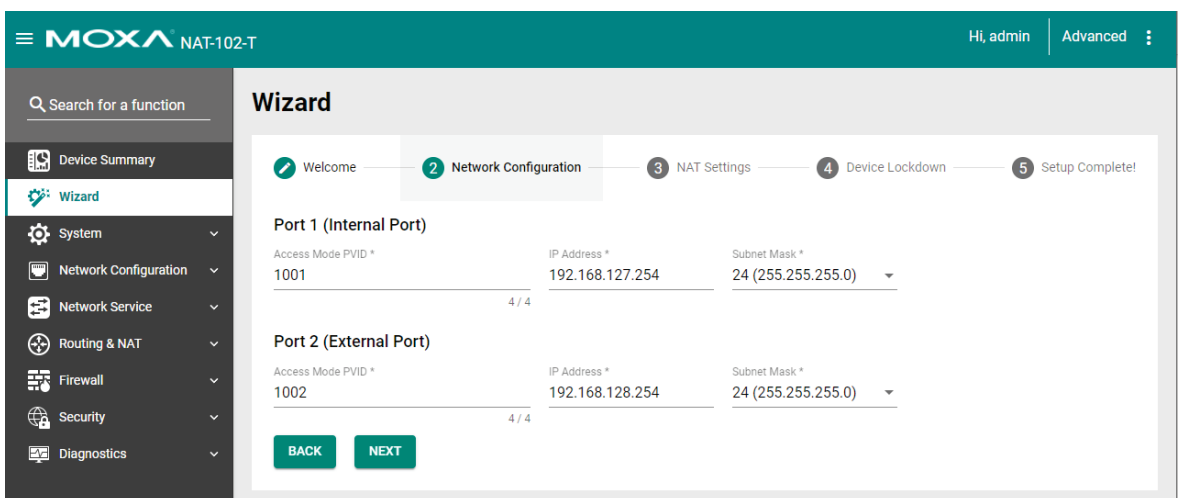 MOXA NAT-102-T
Hi, admin
Advanced
Search for a function
Device Summary
Wizard
System
Network Configuration
Network Service
Routing & NAT
Firewall
Security
Diagnostics
Wizard
Welcome
2 Network Configuration
3 NAT Settings
4 Device Lockdown
5 Setup Complete!
Port 1 (Internal Port)
Access Mode PVID * IP Address * Subnet Mask *
1001 192.168.127.254 24 (255.255.255.0)
4 / 4
Port 2 (External Port)
Access Mode PVID * IP Address * Subnet Mask *
1002 192.168.128.254 24 (255.255.255.0)
4 / 4
BACK NEXT